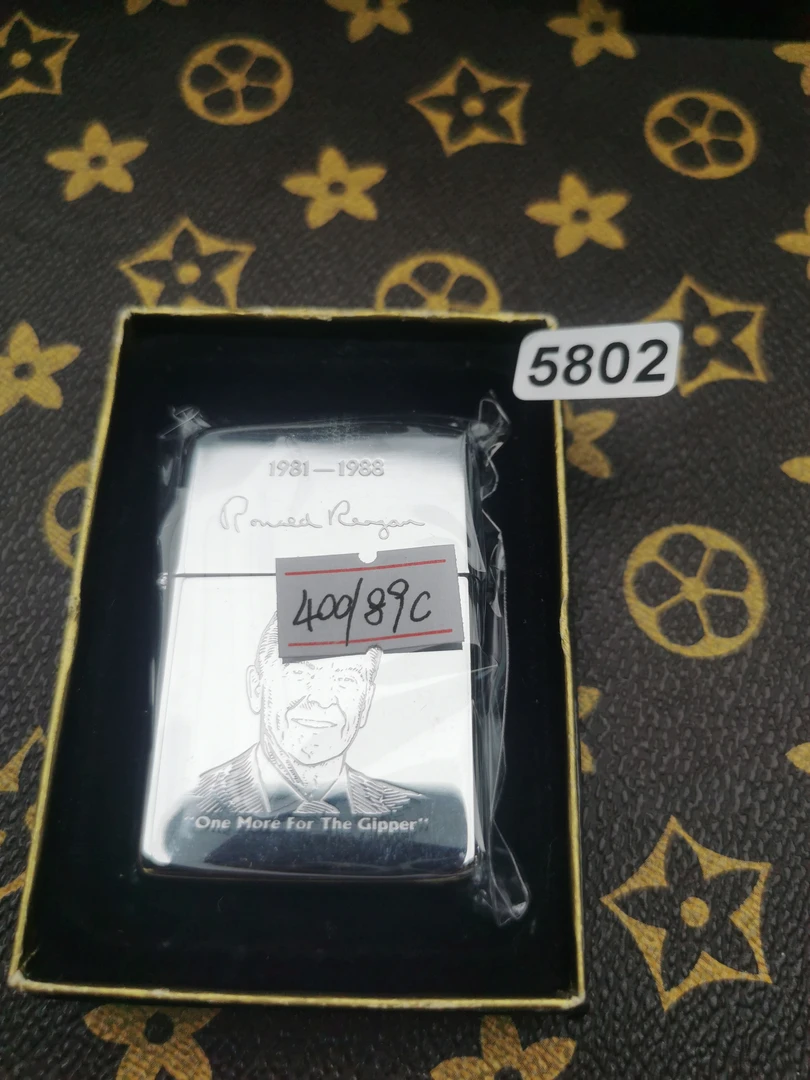 5802
1981—1988
Ronald Reagan
400/89C
"One More For The Gipper"